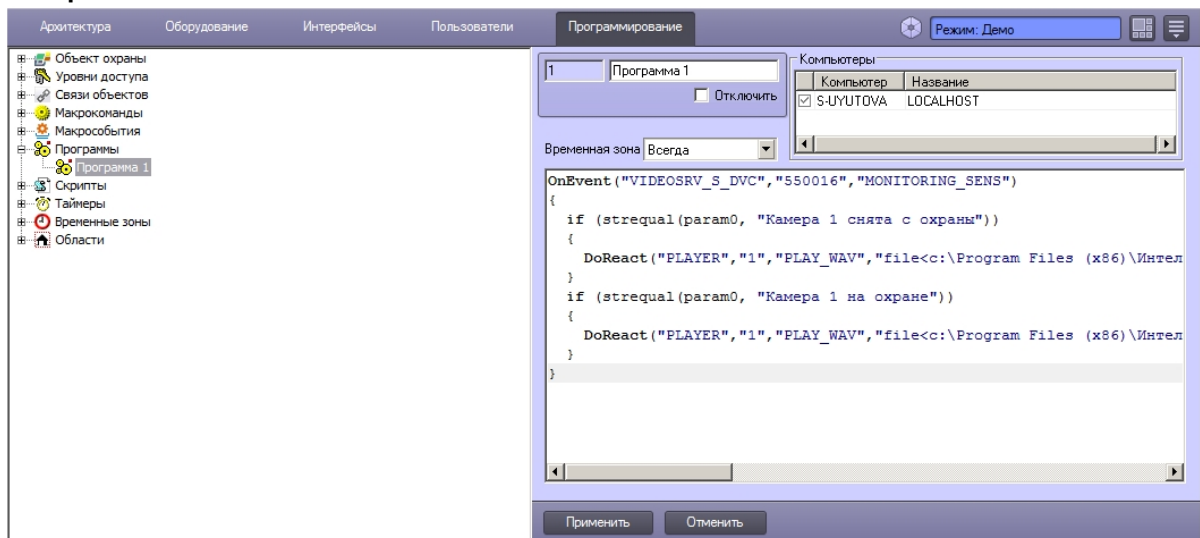 Архитектура Оборудование Интерфейсы Пользователи Программирование Режим: Демо
Объект охраны
Уровни доступа
Связи объектов
Макрокоманды
Макрособытия
Программы
Программа 1
Скрипты
Таймеры
Временные зоны
Области
1 Программа 1
Отключить
Компьютеры
Компьютер Название
S-UYUTOVA LOCALHOST
Временная зона Всегда
OnEvent("VIDEOSRV_S_DVC","550016","MONITORING_SENS")
{
if (strequal(param0, "Камера 1 снята с охраны"))
{
DoReact("PLAYER","1","PLAY_WAV","file<c:\Program Files (x86)\Интел
}
if (strequal(param0, "Камера 1 на охране"))
{
DoReact("PLAYER","1","PLAY_WAV","file<c:\Program Files (x86)\Интел
}
}
Применить Отменить